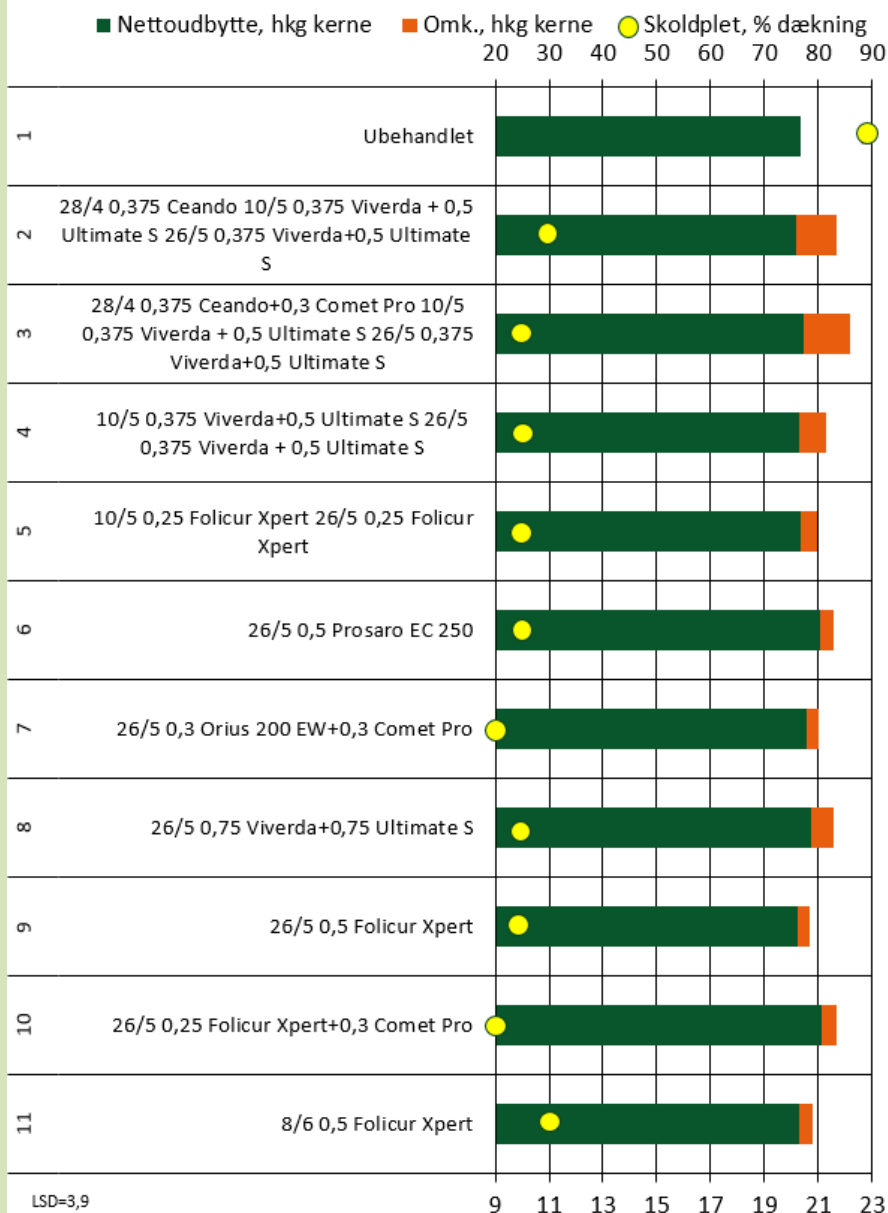 Nettoudbytte, hkg kerne Omk., hkg kerne Skoldplet, % dækning
20 30 40 50 60 70 80 90
1 Ubehandlet
2
28/4 0,375 Ceando 10/5 0,375 Viverda + 0,5
Ultimate S 26/5 0,375 Viverda+0,5 Ultimate
S
3
28/4 0,375 Ceando+0,3 Comet Pro 10/5
0,375 Viverda + 0,5 Ultimate S 26/5 0,375
Viverda+0,5 Ultimate S
4
10/5 0,375 Viverda+0,5 Ultimate S 26/5
0,375 Viverda + 0,5 Ultimate S
5
10/5 0,25 Folicur Xpert 26/5 0,25 Folicur
Xpert
6 26/5 0,5 Prosaro EC 250
7 26/5 0,3 Orius 200 EW+0,3 Comet Pro
8 26/5 0,75 Viverda+0,75 Ultimate S
9 26/5 0,5 Folicur Xpert
10 26/5 0,25 Folicur Xpert+0,3 Comet Pro
11 8/6 0,5 Folicur Xpert
LSD=3,9
9 11 13 15 17 19 21 23